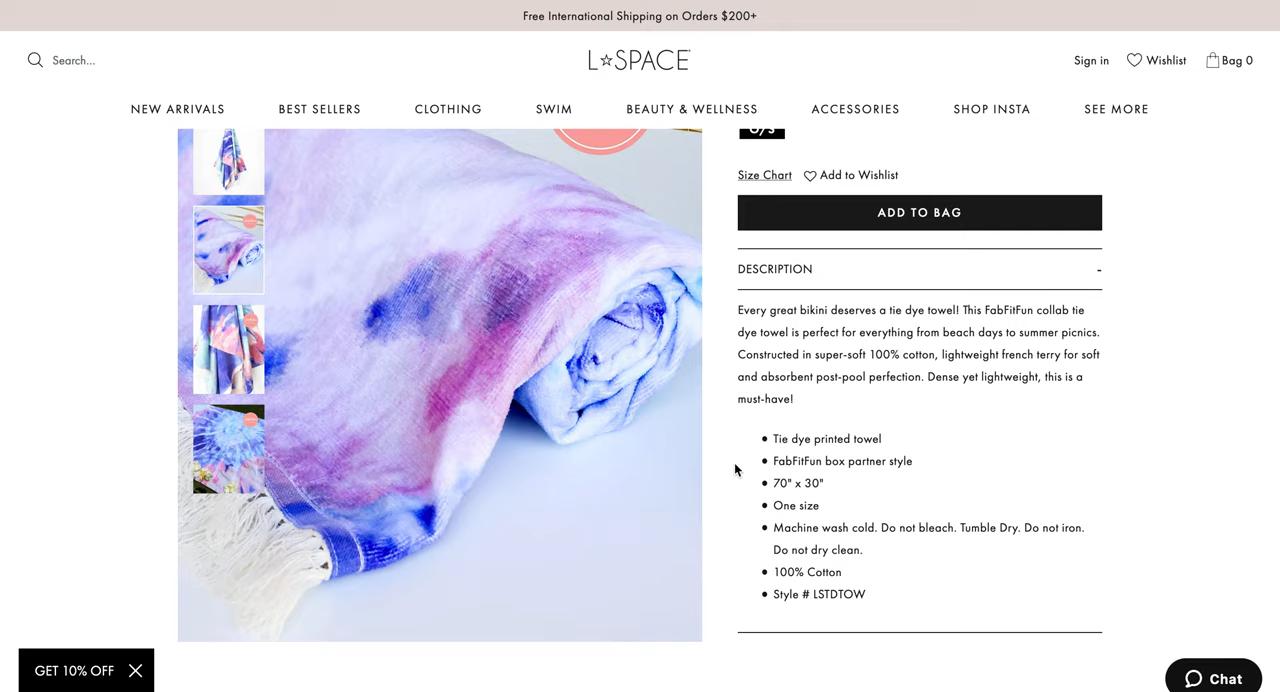 Free International Shipping on Orders $200+
Search...
L☆SPACE
Sign in
Wishlist
Bag 0
NEW ARRIVALS
BEST SELLERS
CLOTHING
SWIM
BEAUTY & WELLNESS
ACCESSORIES
SHOP INSTA
SEE MORE
O/S
Size Chart
Add to Wishlist
ADD TO BAG
DESCRIPTION
-
Every great bikini deserves a tie dye towel! This FabFitFun collab tie
dye towel is perfect for everything from beach days to summer picnics.
Constructed in super-soft 100% cotton, lightweight french terry for soft
and absorbent post-pool perfection. Dense yet lightweight, this is a
must-have!
• Tie dye printed towel
• FabFitFun box partner style
• 70" x 30"
• One size
• Machine wash cold. Do not bleach. Tumble Dry. Do not iron.
Do not dry clean.
• 100% Cotton
• Style # LSTDTOW
GET 10% OFF
Chat